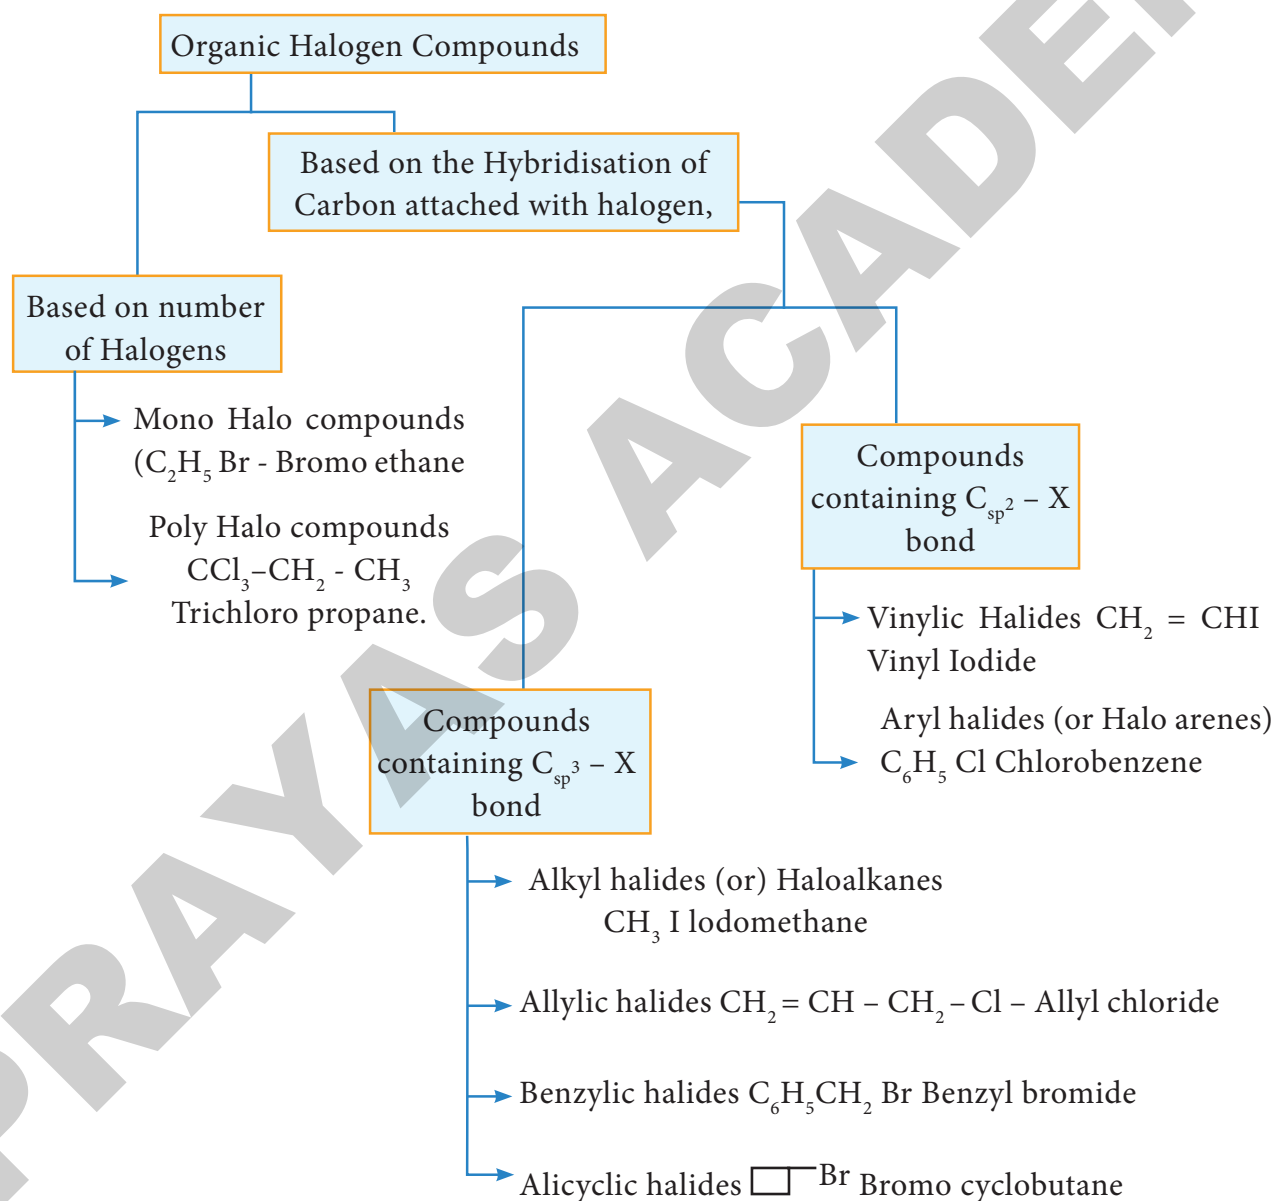 Organic Halogen Compounds
Based on the Hybridisation of
Carbon attached with halogen,
Based on number
of Halogens
Mono Halo compounds
(C₂H₅ Br - Bromo ethane
Poly Halo compounds
CCl₃–CH₂ - CH₃
Trichloro propane.
Compounds
containing Csp² – X
bond
Vinylic Halides CH₂ = CHI
Vinyl Iodide
Aryl halides (or Halo arenes)
C₆H₅ Cl Chlorobenzene
Compounds
containing Csp³ – X
bond
Alkyl halides (or) Haloalkanes
CH₃ I lodomethane
Allylic halides CH₂ = CH – CH₂ – Cl – Allyl chloride
Benzylic halides C₆H₅CH₂ Br Benzyl bromide
Alicyclic halides Br Bromo cyclobutane
PRAYAS ACADE